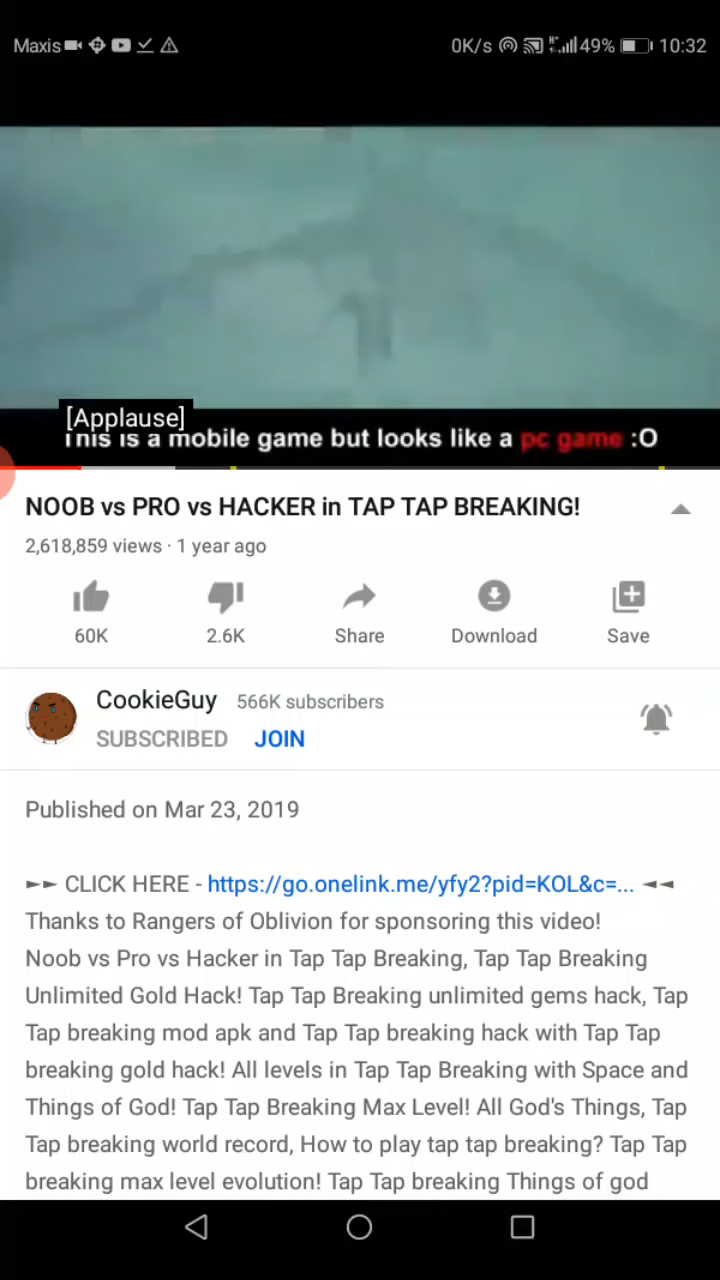 Maxis 0K/s 49% 10:32
[Applause]
This is a mobile game but looks like a pc game :O
NOOB vs PRO vs HACKER in TAP TAP BREAKING!
2,618,859 views · 1 year ago
60K 2.6K Share Download Save
CookieGuy 566K subscribers
SUBSCRIBED JOIN
Published on Mar 23, 2019
►► CLICK HERE - https://go.onelink.me/yfy2?pid=KOL&c=... ◄◄
Thanks to Rangers of Oblivion for sponsoring this video!
Noob vs Pro vs Hacker in Tap Tap Breaking, Tap Tap Breaking
Unlimited Gold Hack! Tap Tap Breaking unlimited gems hack, Tap
Tap breaking mod apk and Tap Tap breaking hack with Tap Tap
breaking gold hack! All levels in Tap Tap Breaking with Space and
Things of God! Tap Tap Breaking Max Level! All God's Things, Tap
Tap breaking world record, How to play tap tap breaking? Tap Tap
breaking max level evolution! Tap Tap breaking Things of god